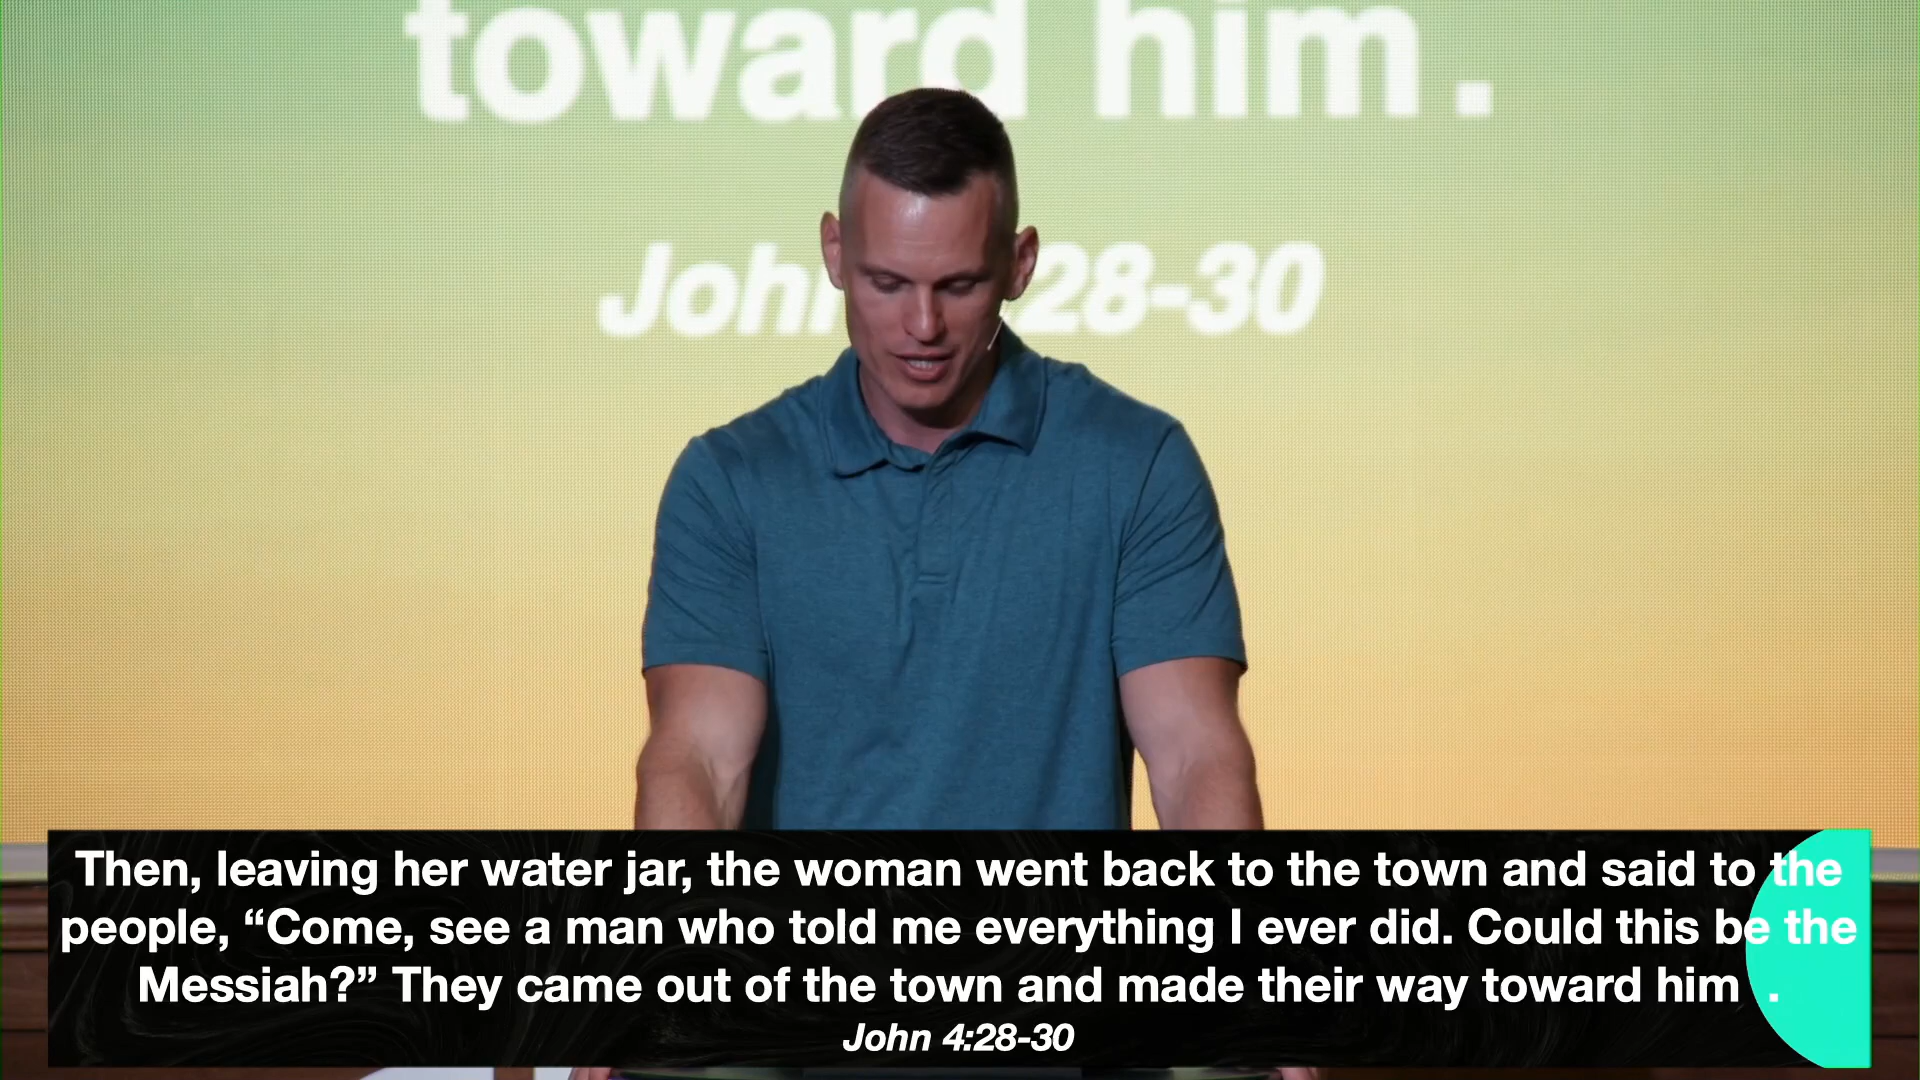 toward him.
John 4:28-30
Then, leaving her water jar, the woman went back to the town and said to the
people, “Come, see a man who told me everything I ever did. Could this be the
Messiah?” They came out of the town and made their way toward him .
John 4:28-30